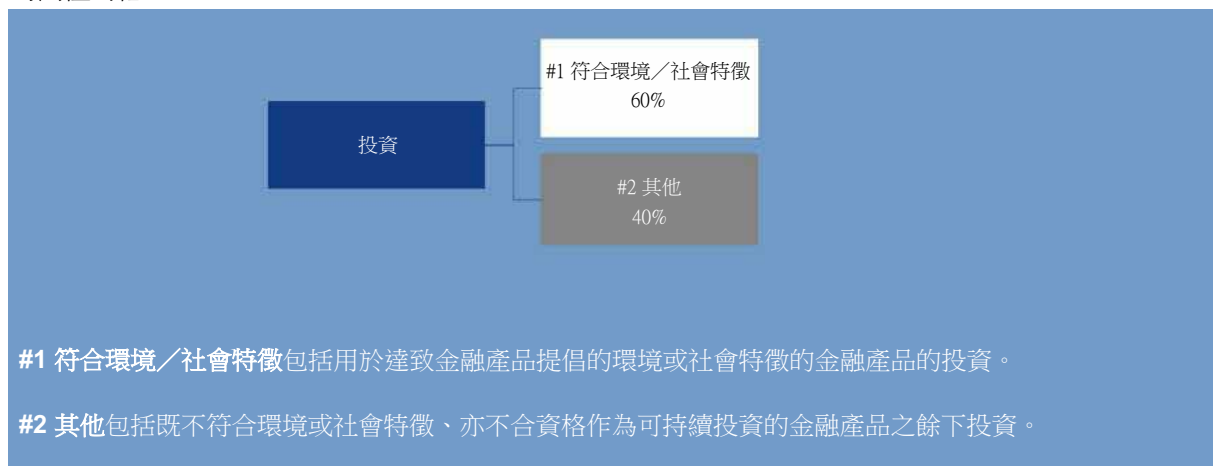 #1 符合環境／社會特徵
60%
投資
#2 其他
40%
#1 符合環境／社會特徵包括用於達致金融產品提倡的環境或社會特徵的金融產品的投資。
#2 其他包括既不符合環境或社會特徵、亦不合資格作為可持續投資的金融產品之餘下投資。